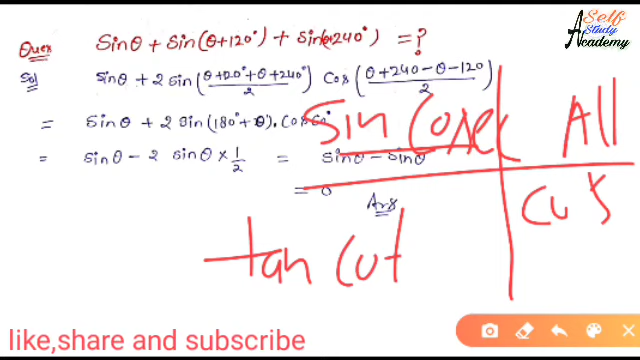 Self
Study
Academy
Ques Sinθ + Sin(θ+120°) + Sin(θ+240°) = ?
Sol Sinθ + 2 Sin((θ+120°+θ+240°)/2) Cos((θ+240-θ-120)/2)
= Sinθ + 2 Sin(180°+θ). Cos60°
= Sinθ - 2 Sinθ × 1/2 = Sinθ - Sinθ
= 0 Ans
Sin Cosec All
tan Cot Cos
like,share and subscribe